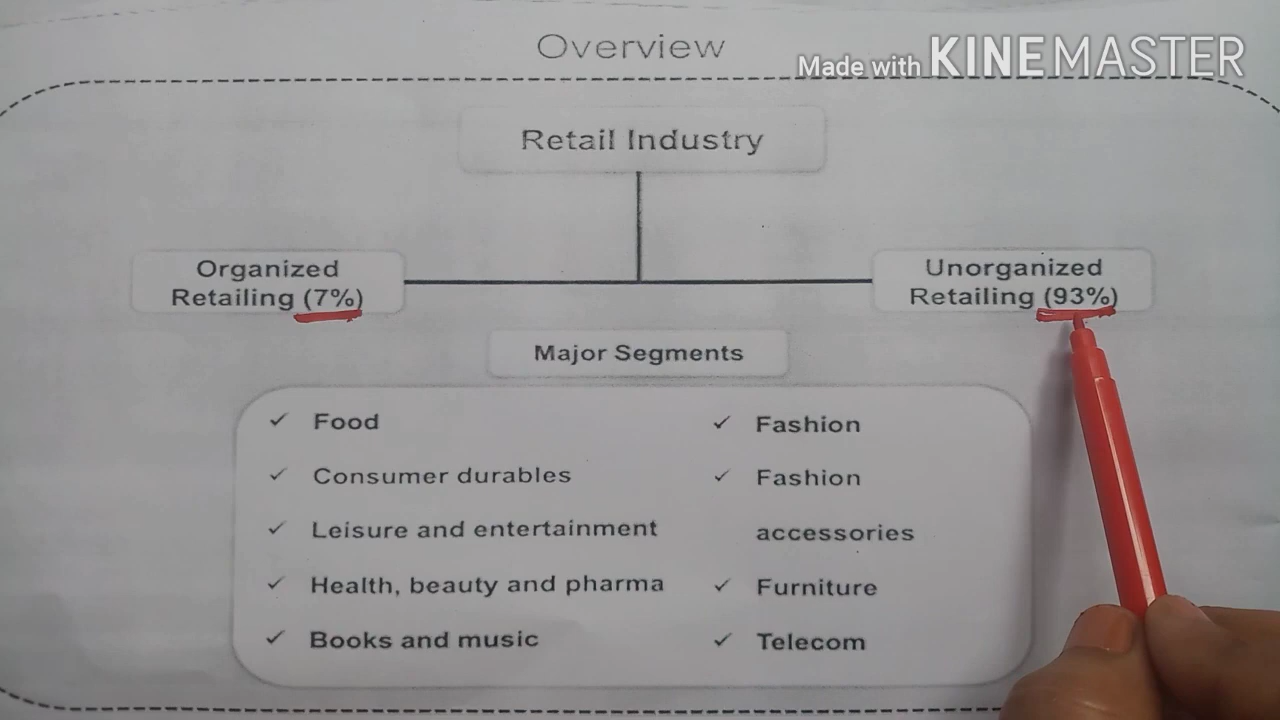 Overview
Made with KINEMASTER
Retail Industry
Organized
Retailing (7%)
Unorganized
Retailing (93%)
Major Segments
✓ Food
✓ Consumer durables
✓ Leisure and entertainment
✓ Health, beauty and pharma
✓ Books and music
✓ Fashion
✓ Fashion
accessories
✓ Furniture
✓ Telecom